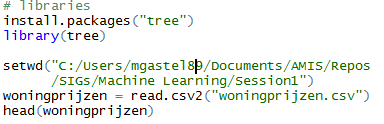 # libraries
install.packages("tree")
library(tree)
setwd("C:/Users/mgastel89/Documents/AMIS/Repos
/SIGs/Machine Learning/Session1")
woningprijzen = read.csv2("woningprijzen.csv")
head(woningprijzen)